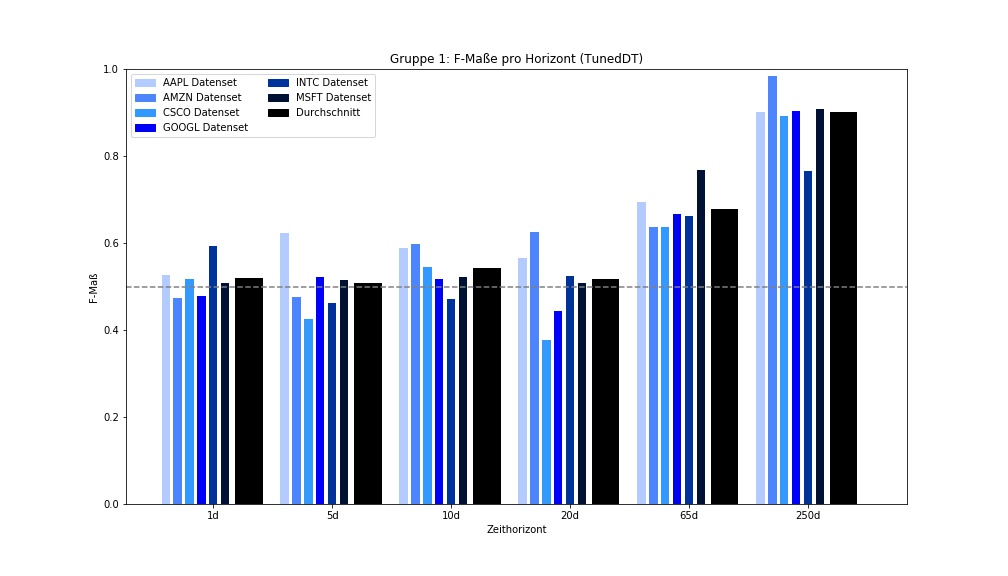 Gruppe 1: F-Maße pro Horizont (TunedDT)
AAPL Datenset
AMZN Datenset
CSCO Datenset
GOOGL Datenset
INTC Datenset
MSFT Datenset
Durchschnitt
F-Maß
1.0
0.8
0.6
0.4
0.2
0.0
1d 5d 10d 20d 65d 250d
Zeithorizont